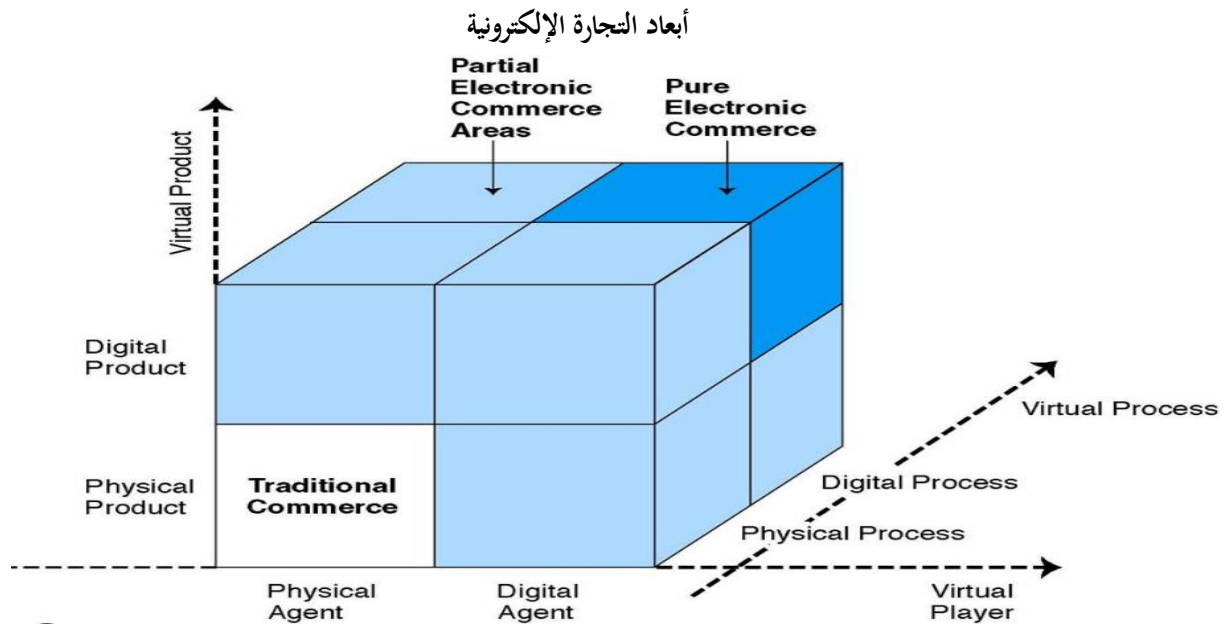 أبعاد التجارة الإلكترونية
Partial
Electronic
Commerce
Areas
Pure
Electronic
Commerce
Virtual Product
Digital
Product
Physical
Product
Traditional
Commerce
Virtual Process
Digital Process
Physical Process
Physical
Agent
Digital
Agent
Virtual
Player